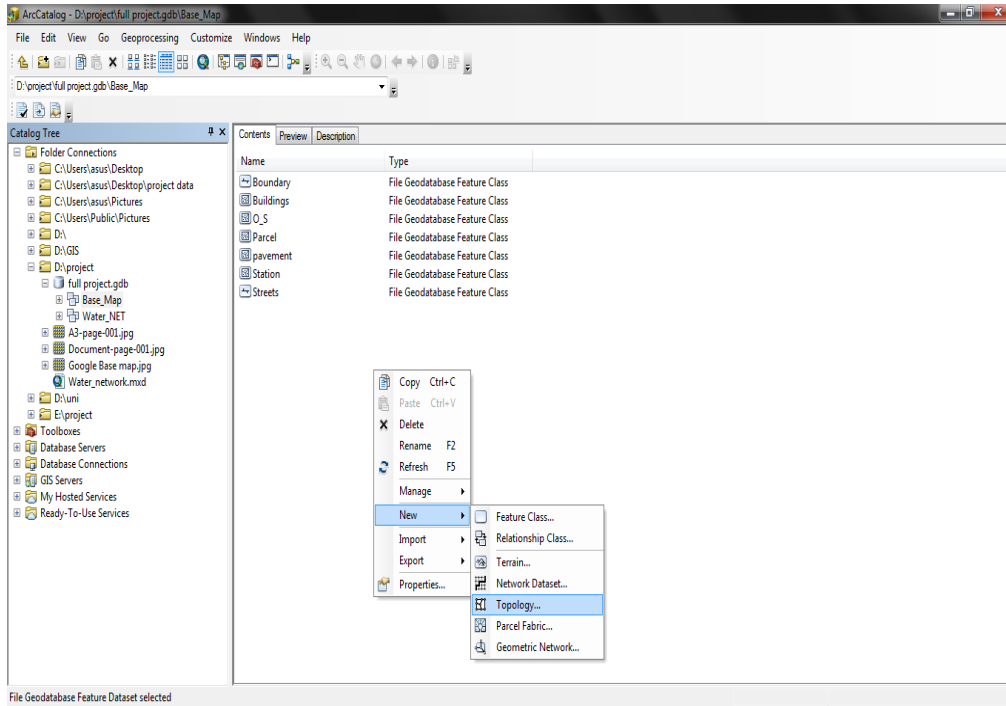 ArcCatalog - D:\project\full project.gdb\Base_Map
File Edit View Go Geoprocessing Customize Windows Help
D:\project\full project.gdb\Base_Map
Catalog Tree
Folder Connections
C:\Users\asus\Desktop
C:\Users\asus\Desktop\project data
C:\Users\asus\Pictures
C:\Users\Public\Pictures
D:\
D:\GIS
D:\project
full project.gdb
Base_Map
Water_NET
A3-page-001.jpg
Document-page-001.jpg
Google Base map.jpg
Water_network.mxd
D:\uni
E:\project
Toolboxes
Database Servers
Database Connections
GIS Servers
My Hosted Services
Ready-To-Use Services
Contents Preview Description
Name Type
Boundary File Geodatabase Feature Class
Buildings File Geodatabase Feature Class
O_S File Geodatabase Feature Class
Parcel File Geodatabase Feature Class
pavement File Geodatabase Feature Class
Station File Geodatabase Feature Class
Streets File Geodatabase Feature Class
Copy Ctrl+C
Paste Ctrl+V
Delete
Rename F2
Refresh F5
Manage
New
Import
Export
Properties...
Feature Class...
Relationship Class...
Terrain...
Network Dataset...
Topology...
Parcel Fabric...
Geometric Network...
File Geodatabase Feature Dataset selected